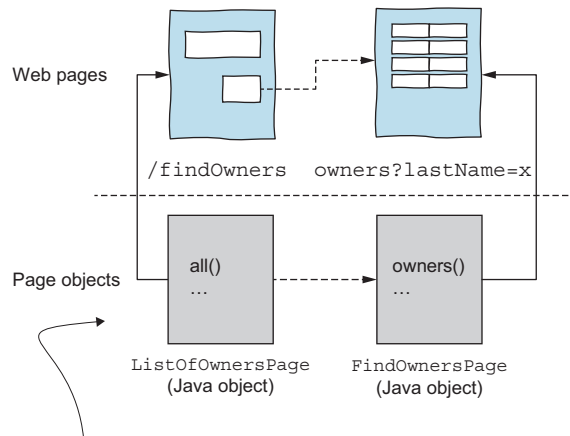 Web pages
/findOwners owners?lastName=x
all()
...
owners()
...
Page objects
ListOfOwnersPage
(Java object)
FindOwnersPage
(Java object)